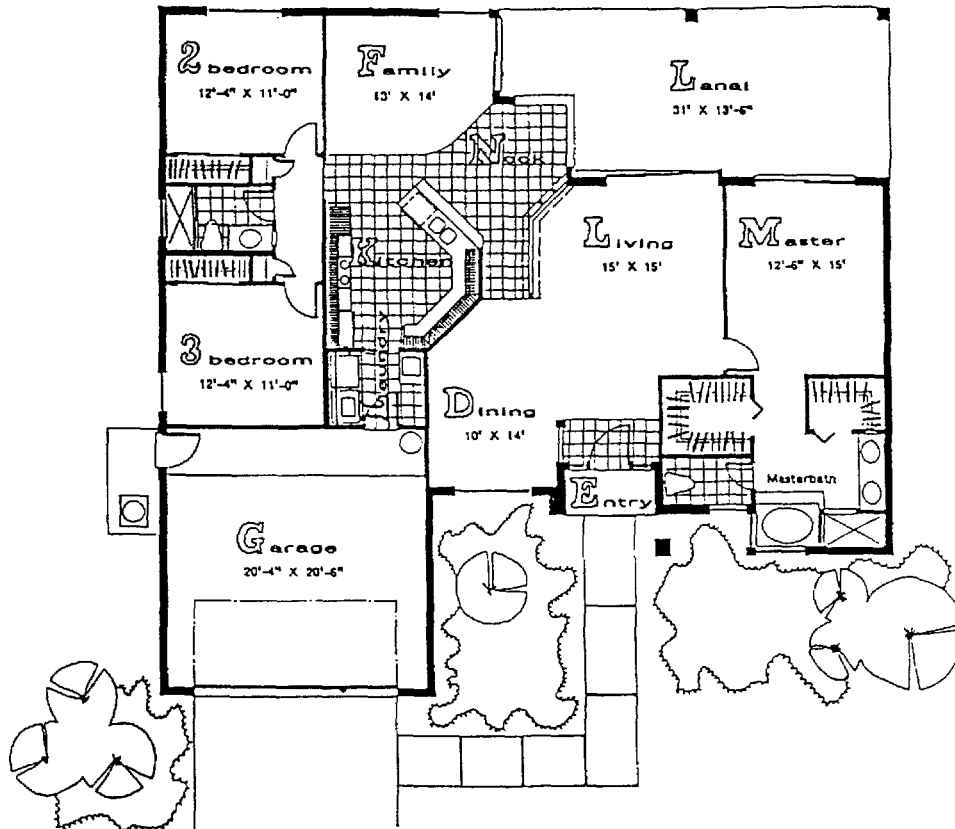 2 bedroom
12'-4" X 11'-0"
Family
13' X 14'
Lanai
31' X 13'-6"
Nook
Living
15' X 15'
Master
12'-6" X 15'
Kitchen
3 bedroom
12'-4" X 11'-0"
Laundry
Dining
10' X 14'
Masterbath
Entry
Garage
20'-4" X 20'-6"